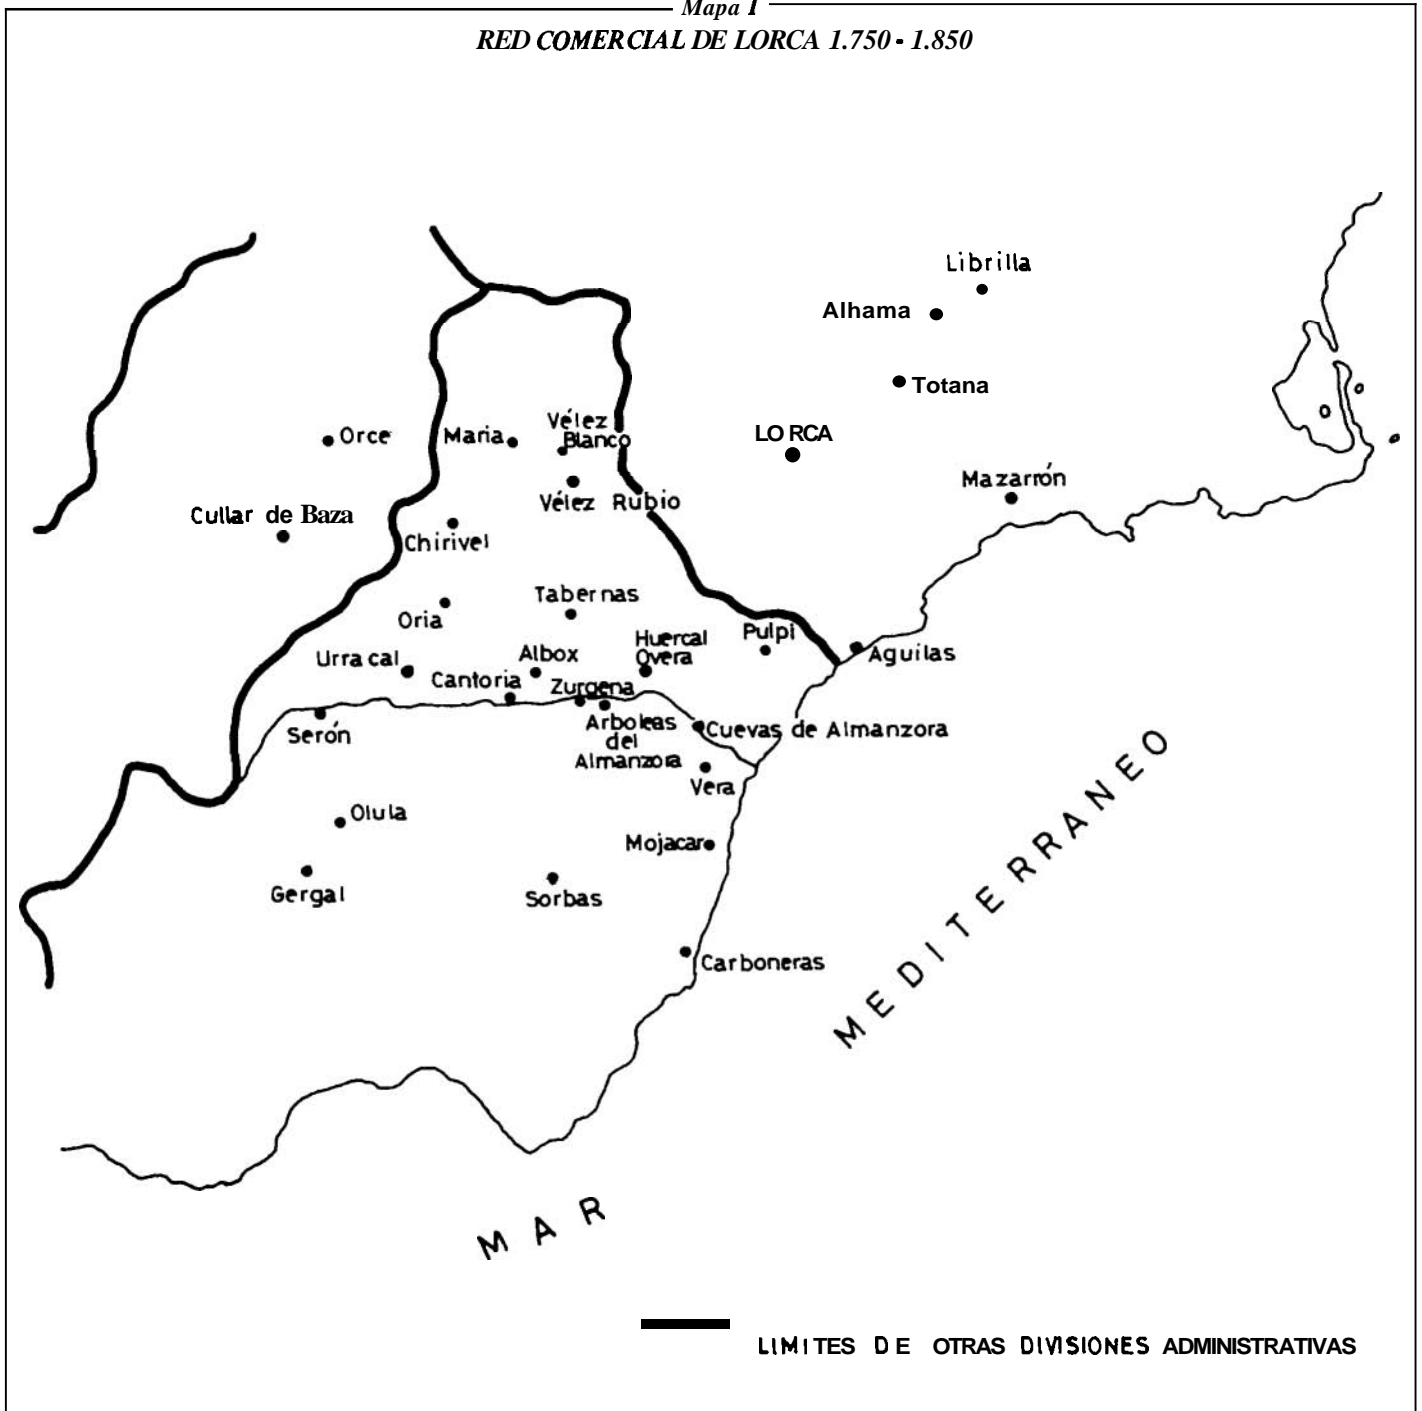 Mapa I
RED COMERCIAL DE LORCA 1.750 - 1.850
Librilla
Alhama
Totana
LORCA
Mazarrón
Orce
Maria
Vélez
Blanco
Vélez Rubio
Cullar de Baza
Chirivel
Tabernas
Oria
Huercal
Overa
Pulpi
Aguilas
Urracal
Albox
Cantoria
Zurgena
Serón
Arboleas
del
Almanzora
Cuevas de Almanzora
Vera
Olula
Mojacar
Gergal
Sorbas
Carboneras
MAR MEDITERRANEO
LIMITES DE OTRAS DIVISIONES ADMINISTRATIVAS